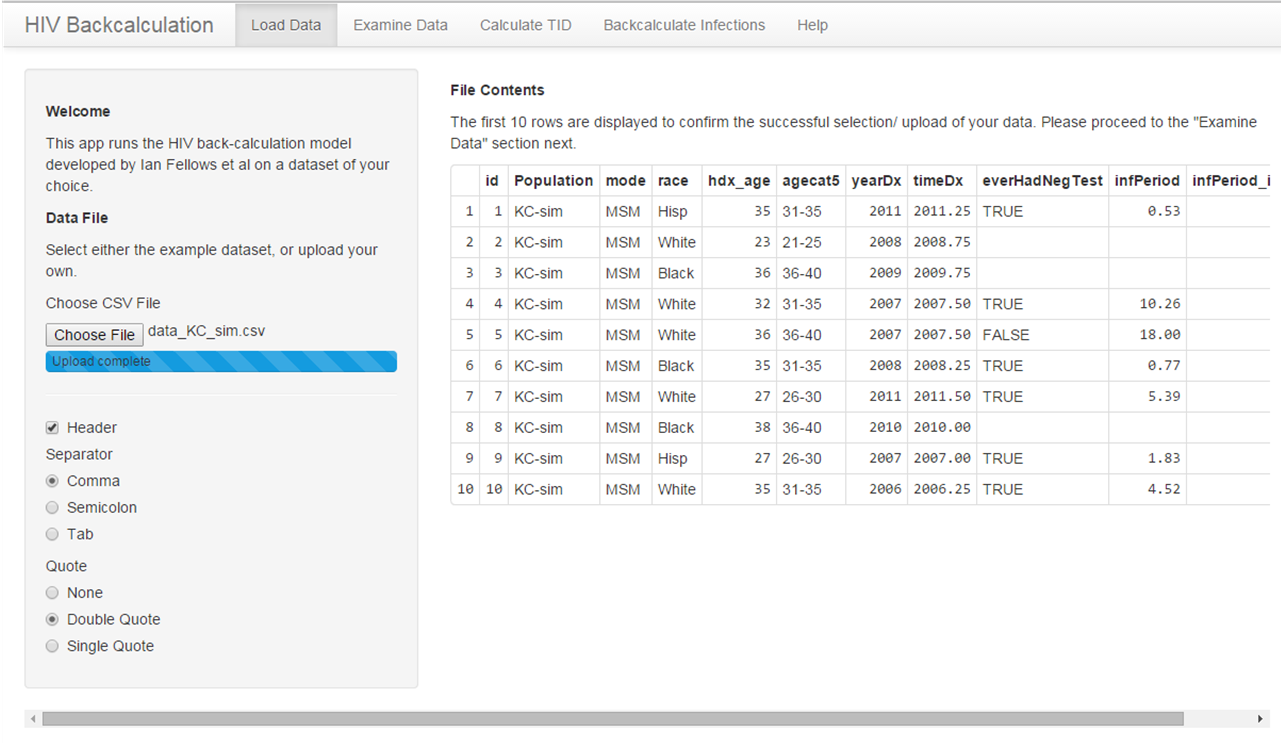 HIV Backcalculation Load Data Examine Data Calculate TID Backcalculate Infections Help
Welcome
This app runs the HIV back-calculation model
developed by Ian Fellows et al on a dataset of your
choice.
Data File
Select either the example dataset, or upload your
own.
Choose CSV File
Choose File data_KC_sim.csv
Upload complete
Header
Separator
Comma
Semicolon
Tab
Quote
None
Double Quote
Single Quote
File Contents
The first 10 rows are displayed to confirm the successful selection/ upload of your data. Please proceed to the "Examine
Data" section next.
id Population mode race hdx_age agecat5 yearDx timeDx everHadNegTest infPeriod infPeriod_i
1 1 KC-sim MSM Hisp 35 31-35 2011 2011.25 TRUE 0.53
2 2 KC-sim MSM White 23 21-25 2008 2008.75
3 3 KC-sim MSM Black 36 36-40 2009 2009.75
4 4 KC-sim MSM White 32 31-35 2007 2007.50 TRUE 10.26
5 5 KC-sim MSM White 36 36-40 2007 2007.50 FALSE 18.00
6 6 KC-sim MSM Black 35 31-35 2008 2008.25 TRUE 0.77
7 7 KC-sim MSM White 27 26-30 2011 2011.50 TRUE 5.39
8 8 KC-sim MSM Black 38 36-40 2010 2010.00
9 9 KC-sim MSM Hisp 27 26-30 2007 2007.00 TRUE 1.83
10 10 KC-sim MSM White 35 31-35 2006 2006.25 TRUE 4.52